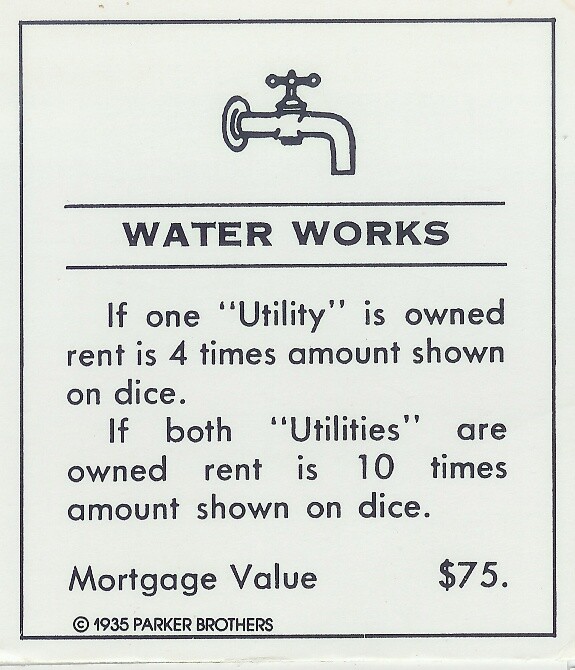 WATER WORKS
If one "Utility" is owned
rent is 4 times amount shown
on dice.
If both "Utilities" are
owned rent is 10 times
amount shown on dice.
Mortgage Value $75.
© 1935 PARKER BROTHERS